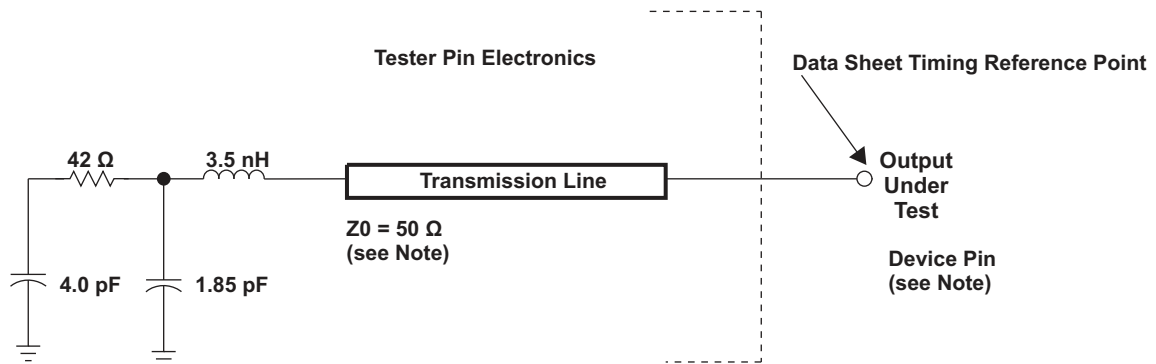 Tester Pin Electronics
Data Sheet Timing Reference Point
42 Ω
3.5 nH
Transmission Line
Output
Under
Test
Z0 = 50 Ω
(see Note)
Device Pin
(see Note)
4.0 pF
1.85 pF